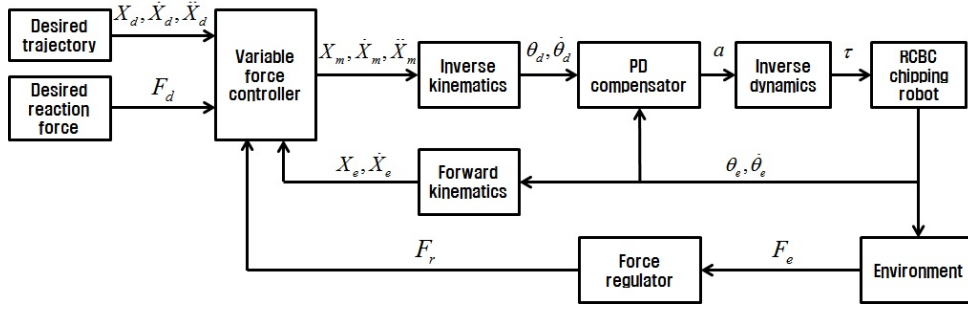 Desired
trajectory
Ẋ_d, Ẋ_d, Ẍ_d
Desired
reaction
force
F_d
Variable
force
controller
X_m, Ẋ_m, Ẍ_m
Inverse
kinematics
θ_d, θ̇_d
PD
compensator
a
Inverse
dynamics
τ
RCBC
chipping
robot
X_e, Ẋ_e
Forward
kinematics
θ_e, θ̇_e
F_r
Force
regulator
F_e
Environment